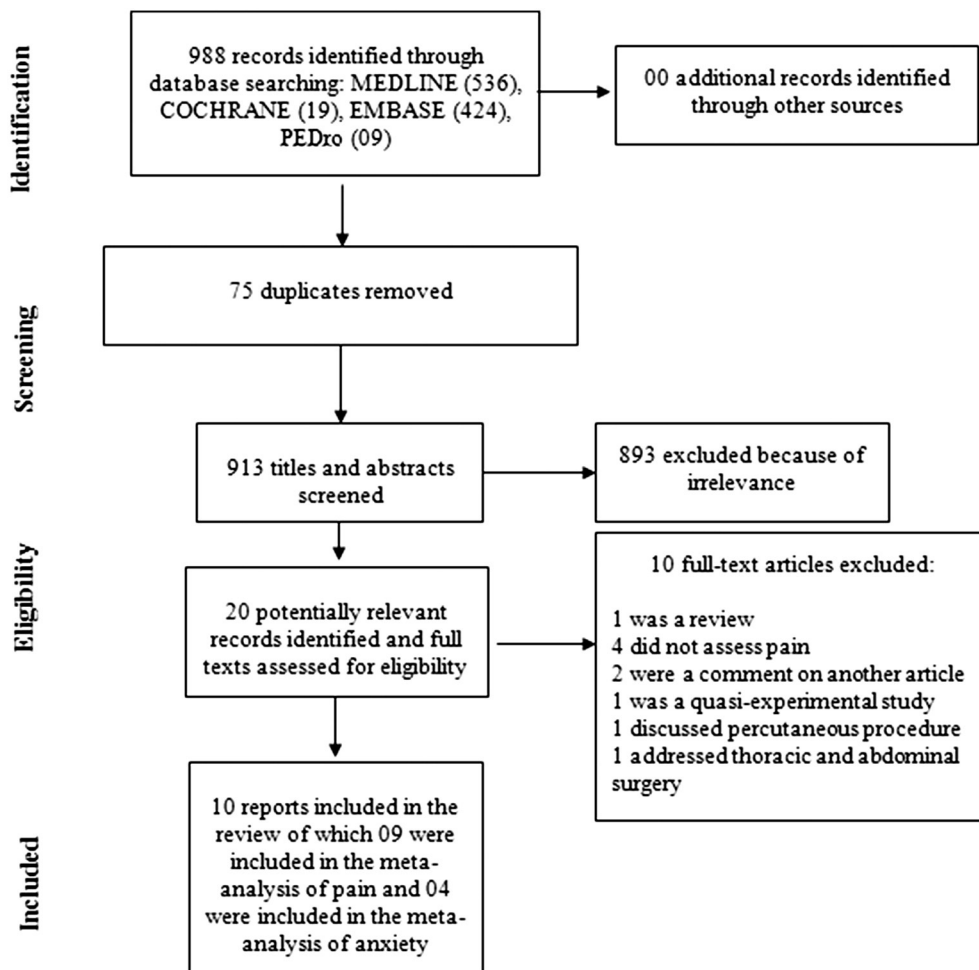 Identification
988 records identified through
database searching: MEDLINE (536),
COCHRANE (19), EMBASE (424),
PEDro (09)
00 additional records identified
through other sources
Screening
75 duplicates removed
913 titles and abstracts
screened
893 excluded because of
irrelevance
Eligibility
20 potentially relevant
records identified and full
texts assessed for eligibility
10 full-text articles excluded:
1 was a review
4 did not assess pain
2 were a comment on another article
1 was a quasi-experimental study
1 discussed percutaneous procedure
1 addressed thoracic and abdominal
surgery
Included
10 reports included in the
review of which 09 were
included in the meta-
analysis of pain and 04
were included in the meta-
analysis of anxiety